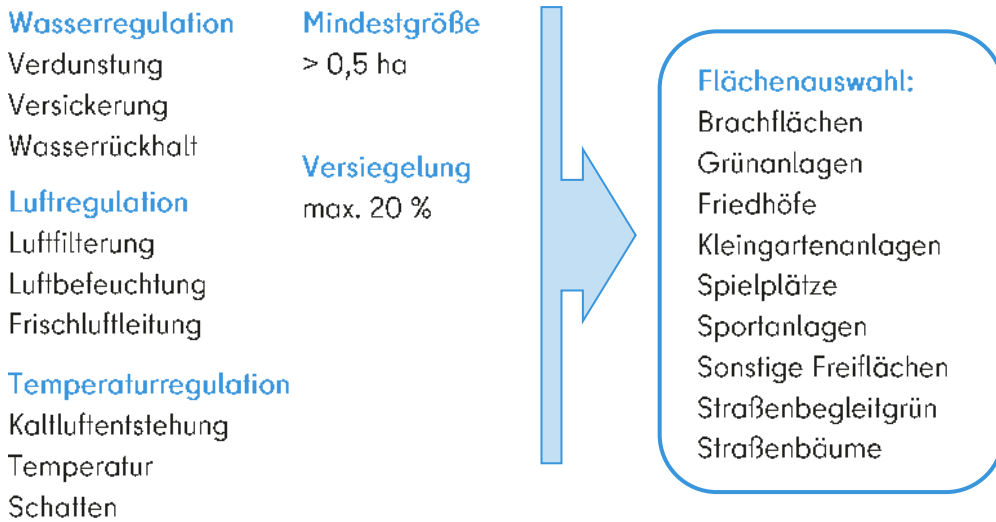 Wasserregulation
Verdunstung
Versickerung
Wasserrückhalt
Luftregulation
Luftfilterung
Luftbefeuchtung
Frischluftleitung
Temperaturregulation
Kaltluftentstehung
Temperatur
Schatten
Mindestgröße
> 0,5 ha
Versiegelung
max. 20 %
Flächenauswahl:
Brachflächen
Grünanlagen
Friedhöfe
Kleingartenanlagen
Spielplätze
Sportanlagen
Sonstige Freiflächen
Straßenbegleitgrün
Straßenbäume